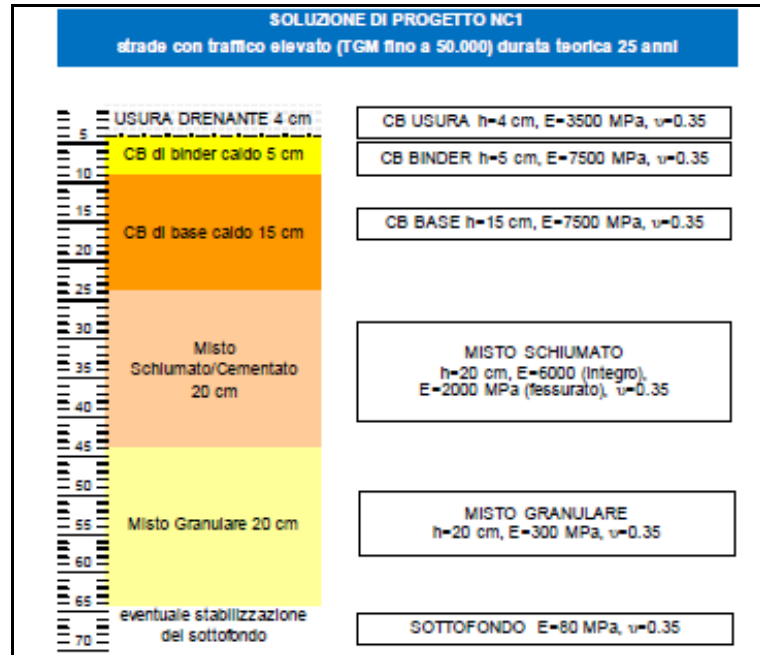 SOLUZIONE DI PROGETTO NC1
strade con traffico elevato (TGM fino a 50.000) durata teorica 25 anni
5
10
15
20
25
30
35
40
45
50
55
60
65
70
USURA DRENANTE 4 cm
CB di binder caldo 5 cm
CB di base caldo 15 cm
Misto
Schiumato/Cementato
20 cm
Misto Granulare 20 cm
eventuale stabilizzazione
del sottofondo
CB USURA h=4 cm, E=3500 MPa, υ=0.35
CB BINDER h=5 cm, E=7500 MPa, υ=0.35
CB BASE h=15 cm, E=7500 MPa, υ=0.35
MISTO SCHIUMATO
h=20 cm, E=6000 (integro),
E=2000 MPa (fessurato), υ=0.35
MISTO GRANULARE
h=20 cm, E=300 MPa, υ=0.35
SOTTOFONDO E=80 MPa, υ=0.35